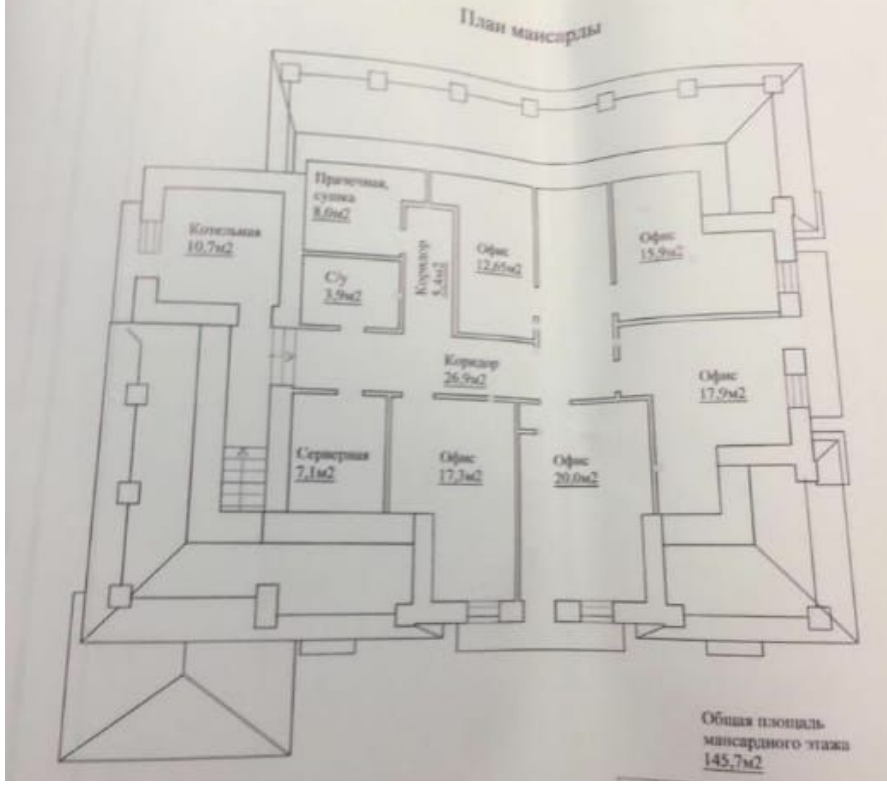 План мансарды
Прачечная,
сушка
8,0м2
Котельная
10,7м2
Коридор
5,4м2
Офис
12,65м2
Офис
15,9м2
С/у
3,9м2
Коридор
26,9м2
Офис
17,9м2
Серверная
7,1м2
Офис
17,3м2
Офис
20,0м2
Общая площадь
мансардного этажа
145,7м2